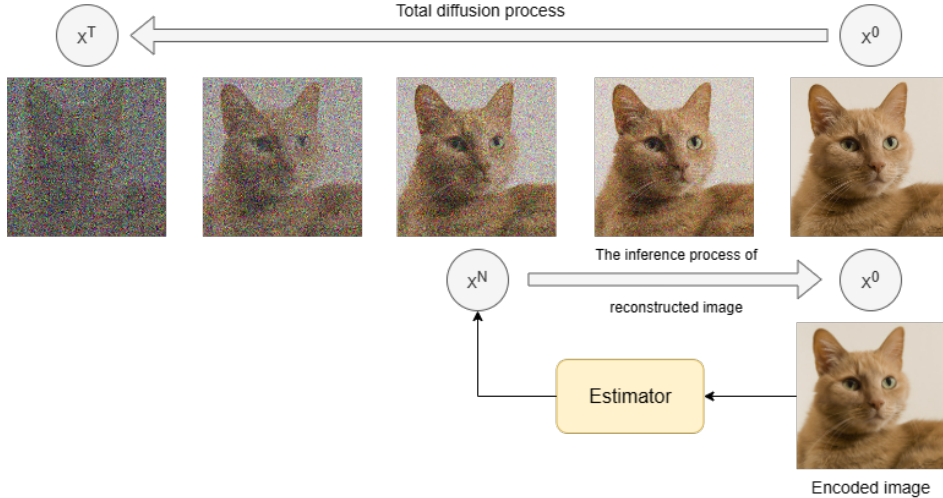 Total diffusion process
X^T
X^0
The inference process of
X^N
X^0
reconstructed image
Estimator
Encoded image